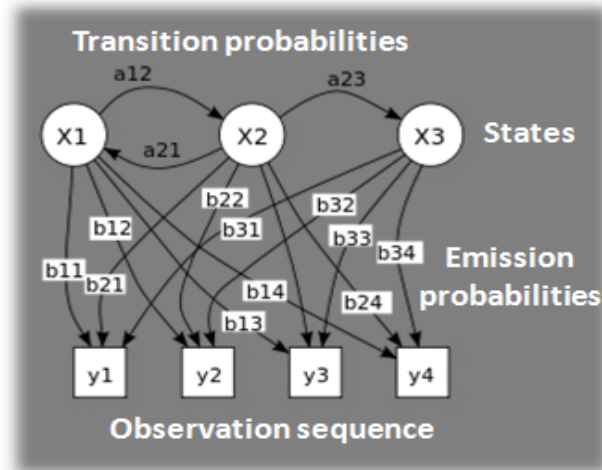 Transition probabilities
a12
a23
X1
X2
X3
States
a21
b22
b32
b12
b31
b33
b34
Emission
probabilities
b11
b21
b14
b24
b13
y1
y2
y3
y4
Observation sequence